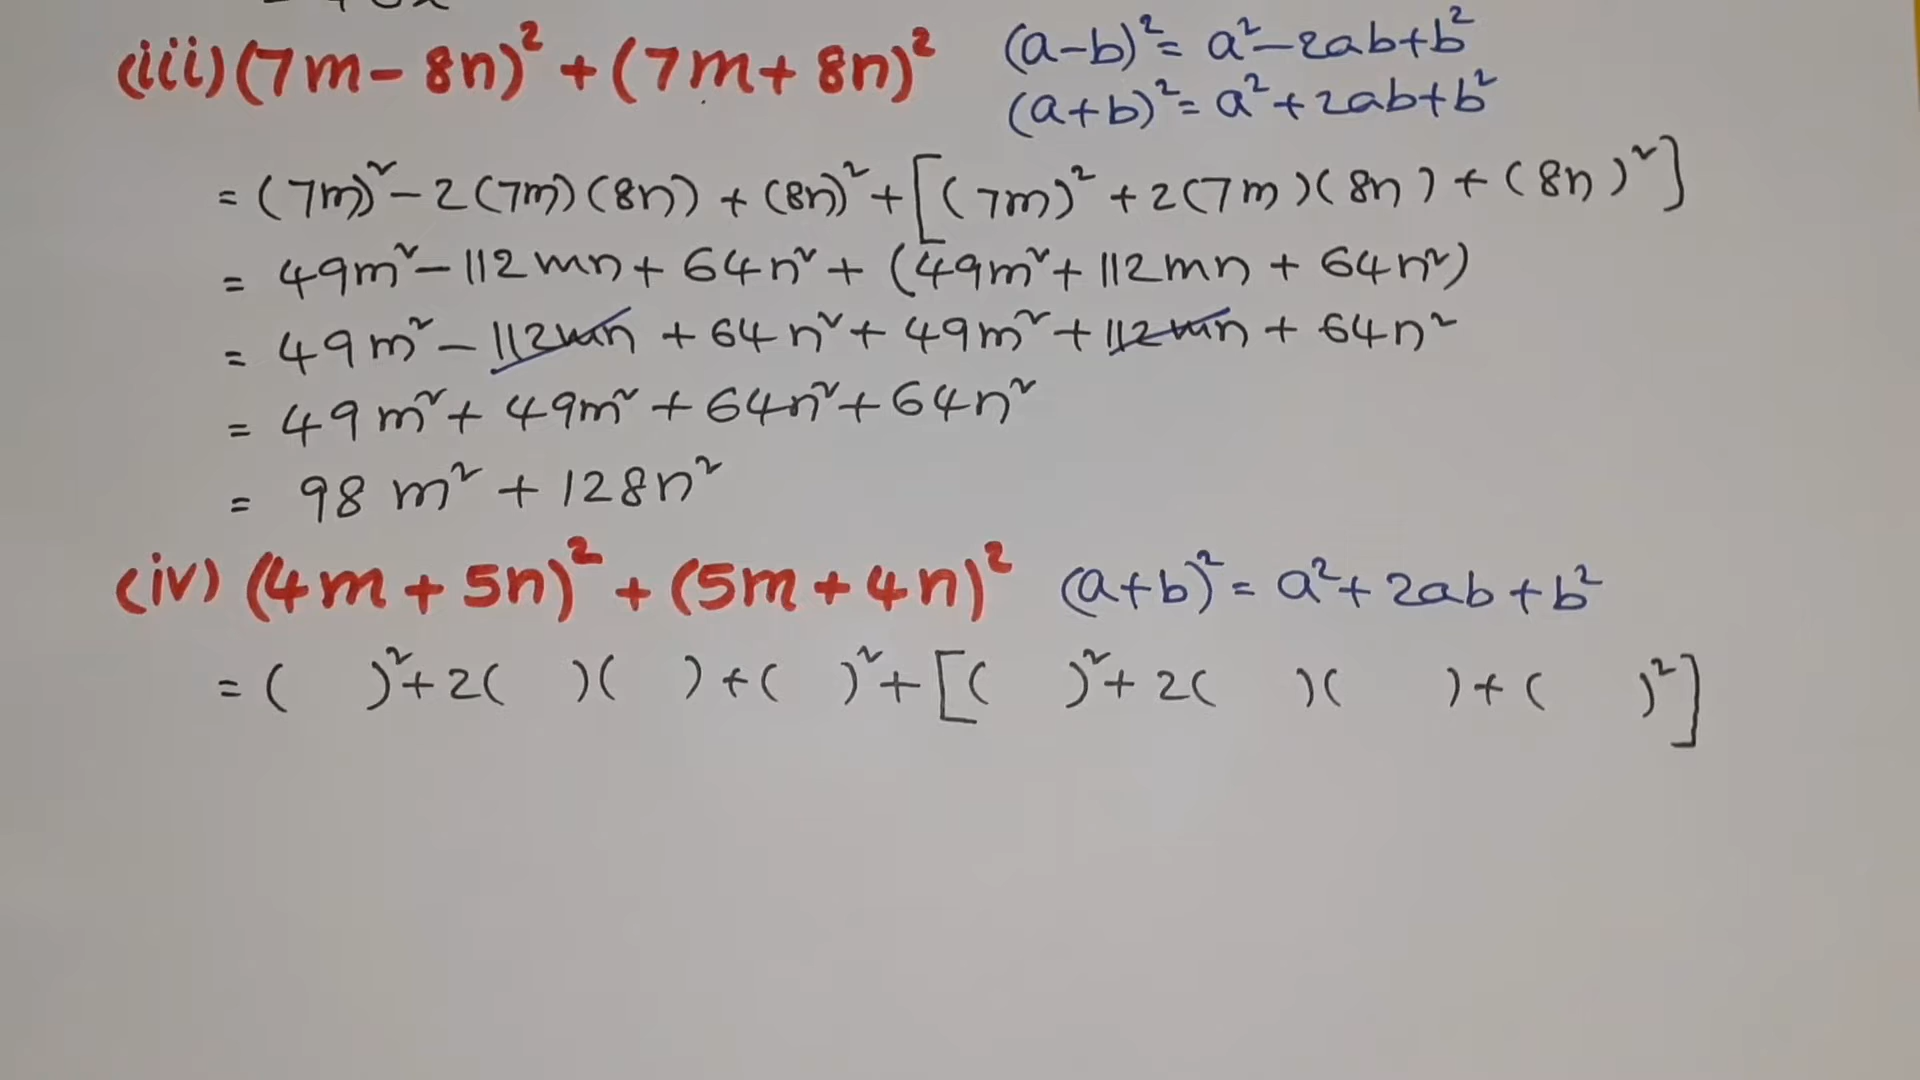 (iii) (7m - 8n)² + (7m + 8n)² (a-b)² = a² - 2ab + b²
(a+b)² = a² + 2ab + b²
= (7m)² - 2(7m)(8n) + (8n)² + [(7m)² + 2(7m)(8n) + (8n)²]
= 49m² - 112mn + 64n² + (49m² + 112mn + 64n²)
= 49m² - 112mn + 64n² + 49m² + 112mn + 64n²
= 49m² + 49m² + 64n² + 64n²
= 98m² + 128n²
(iv) (4m + 5n)² + (5m + 4n)² (a+b)² = a² + 2ab + b²
= ( )² + 2( )( ) + ( )² + [( )² + 2( )( ) + ( )²]